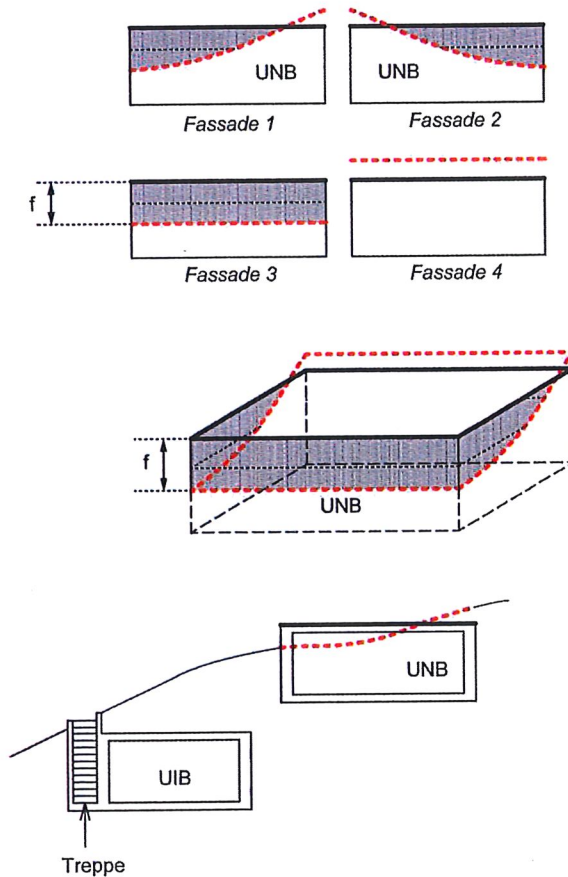 UNB
UNB
Fassade 1
Fassade 2
f
Fassade 3
Fassade 4
f
UNB
UNB
UIB
Treppe